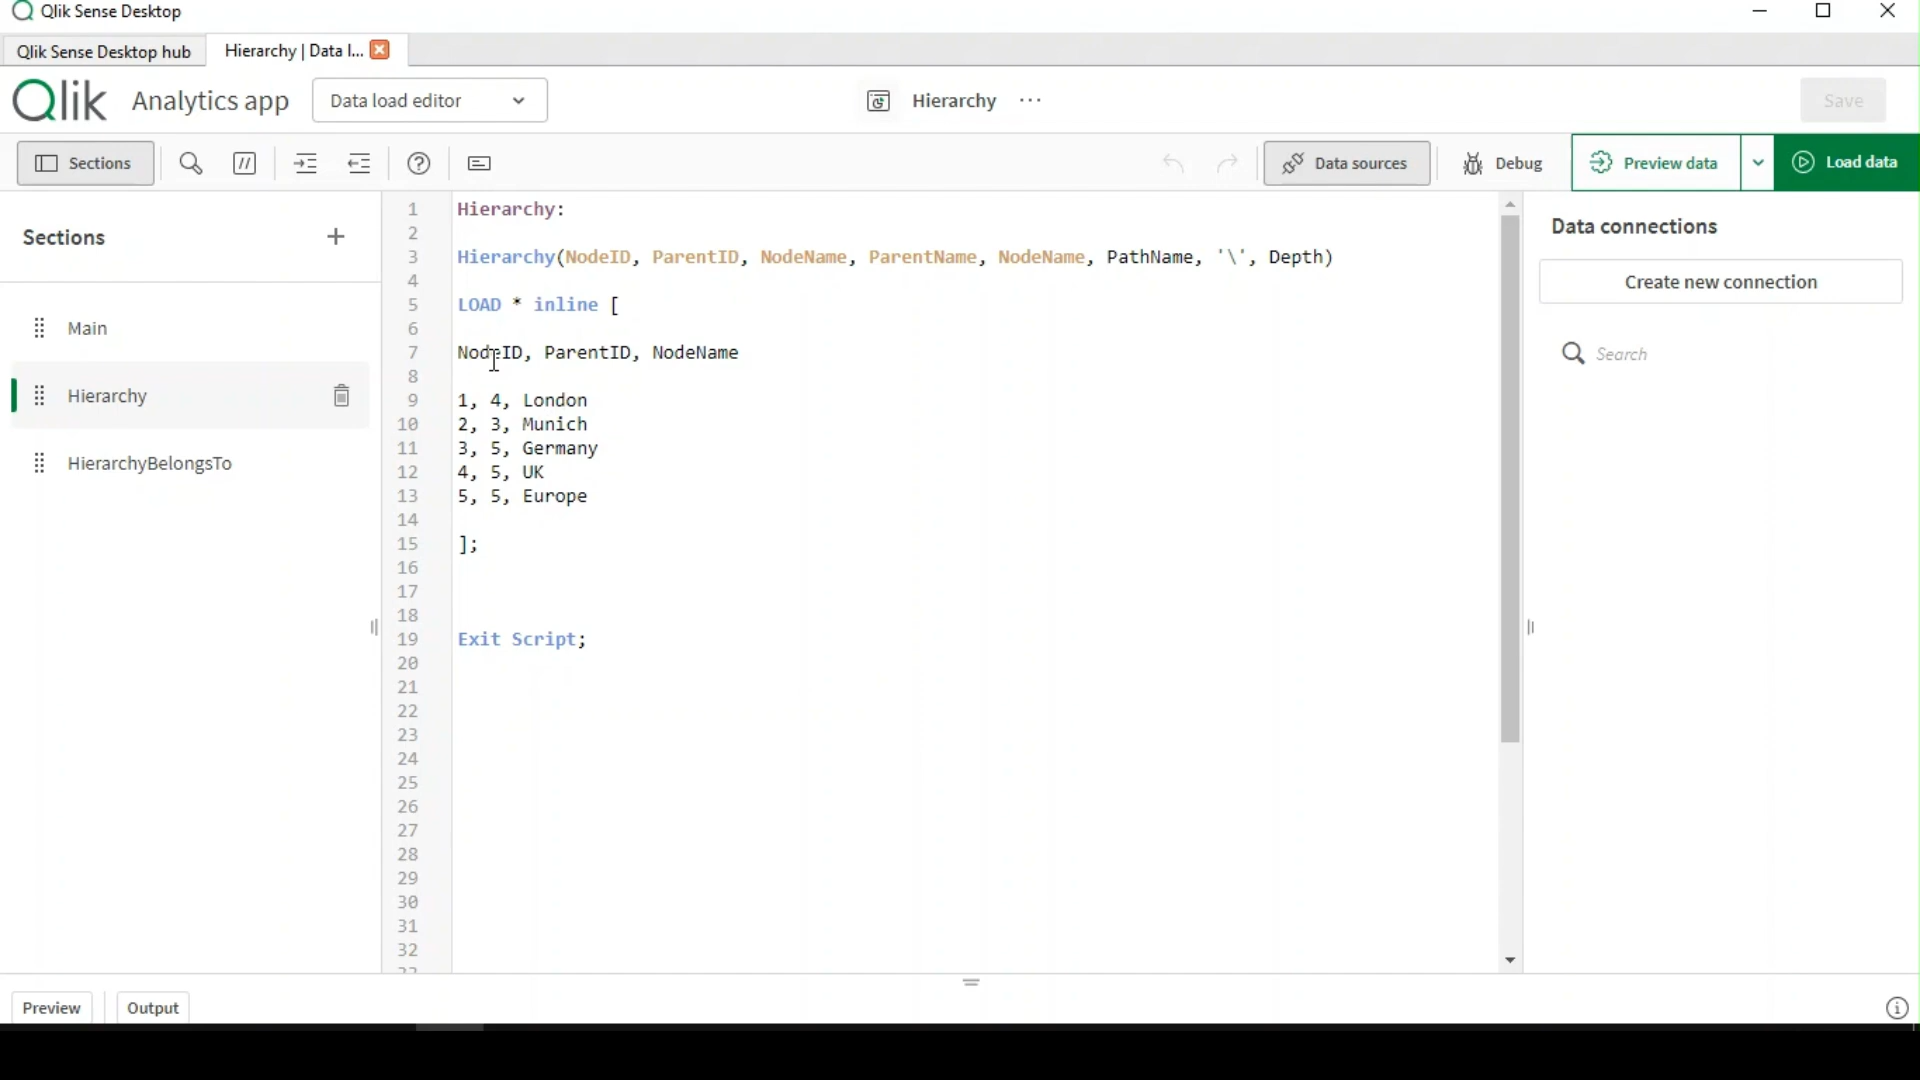 Qlik Sense Desktop
Qlik Sense Desktop hub
Hierarchy | Data l...
Qlik
Analytics app
Data load editor
Hierarchy
Save
Sections
//
Data sources
Debug
Preview data
Load data
Sections
Main
Hierarchy
HierarchyBelongsTo
1 Hierarchy:
2
3 Hierarchy(NodeID, ParentID, NodeName, ParentName, NodeName, PathName, '\', Depth)
4
5 LOAD * inline [
6
7 NodeID, ParentID, NodeName
8
9 1, 4, London
10 2, 3, Munich
11 3, 5, Germany
12 4, 5, UK
13 5, 5, Europe
14
15 ];
16
17
18
19 Exit Script;
20
21
22
23
24
25
26
27
28
29
30
31
32
Data connections
Create new connection
Search
Preview
Output